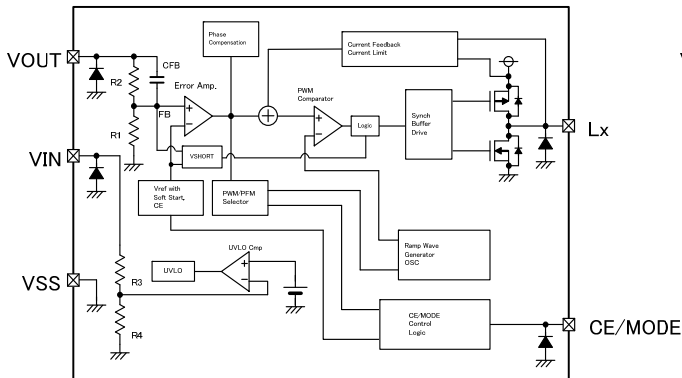 VOUT
VIN
VSS
R2
CFB
R1
FB
Error Amp.
Phase
Compensation
Current Feedback
Current Limit
PWM
Comparator
Logic
Synch
Buffer
Drive
Lx
VSHORT
Vref with
Soft Start,
CE
PWM/PFM
Selector
Ramp Wave
Generator
OSC
UVLO Cmp
UVLO
R3
R4
CE/MODE
Control
Logic
CE/MODE